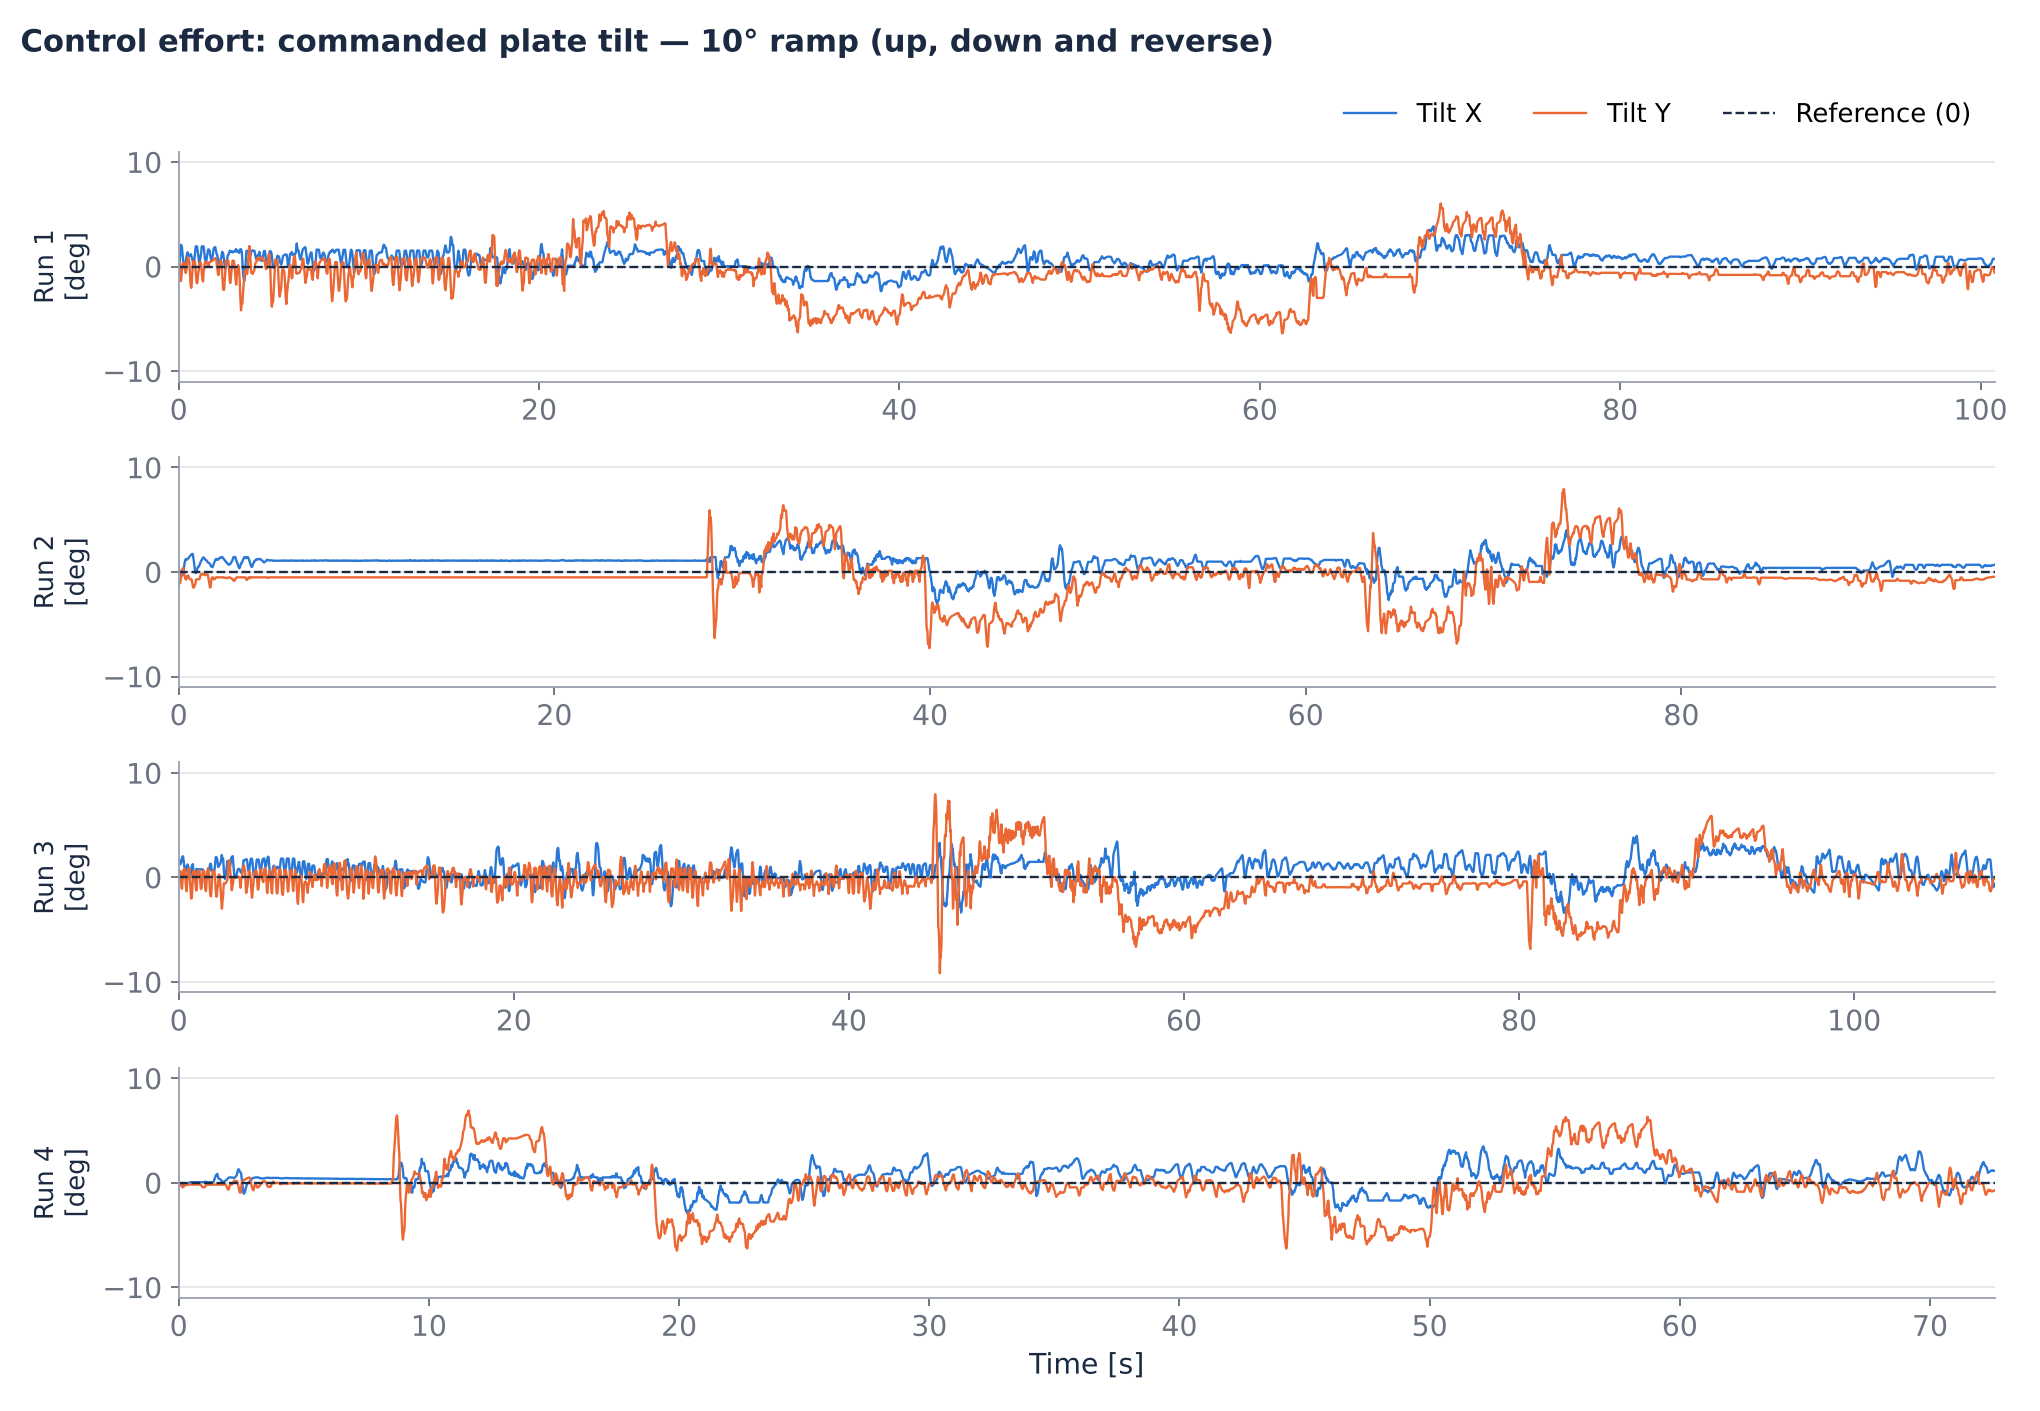 Control effort: commanded plate tilt — 10° ramp (up, down and reverse)
Tilt X Tilt Y Reference (0)
Run 1
[deg]
10
0
−10
0 20 40 60 80 100
Run 2
[deg]
10
0
−10
0 20 40 60 80
Run 3
[deg]
10
0
−10
0 20 40 60 80 100
Run 4
[deg]
10
0
−10
0 10 20 30 40 50 60 70
Time [s]